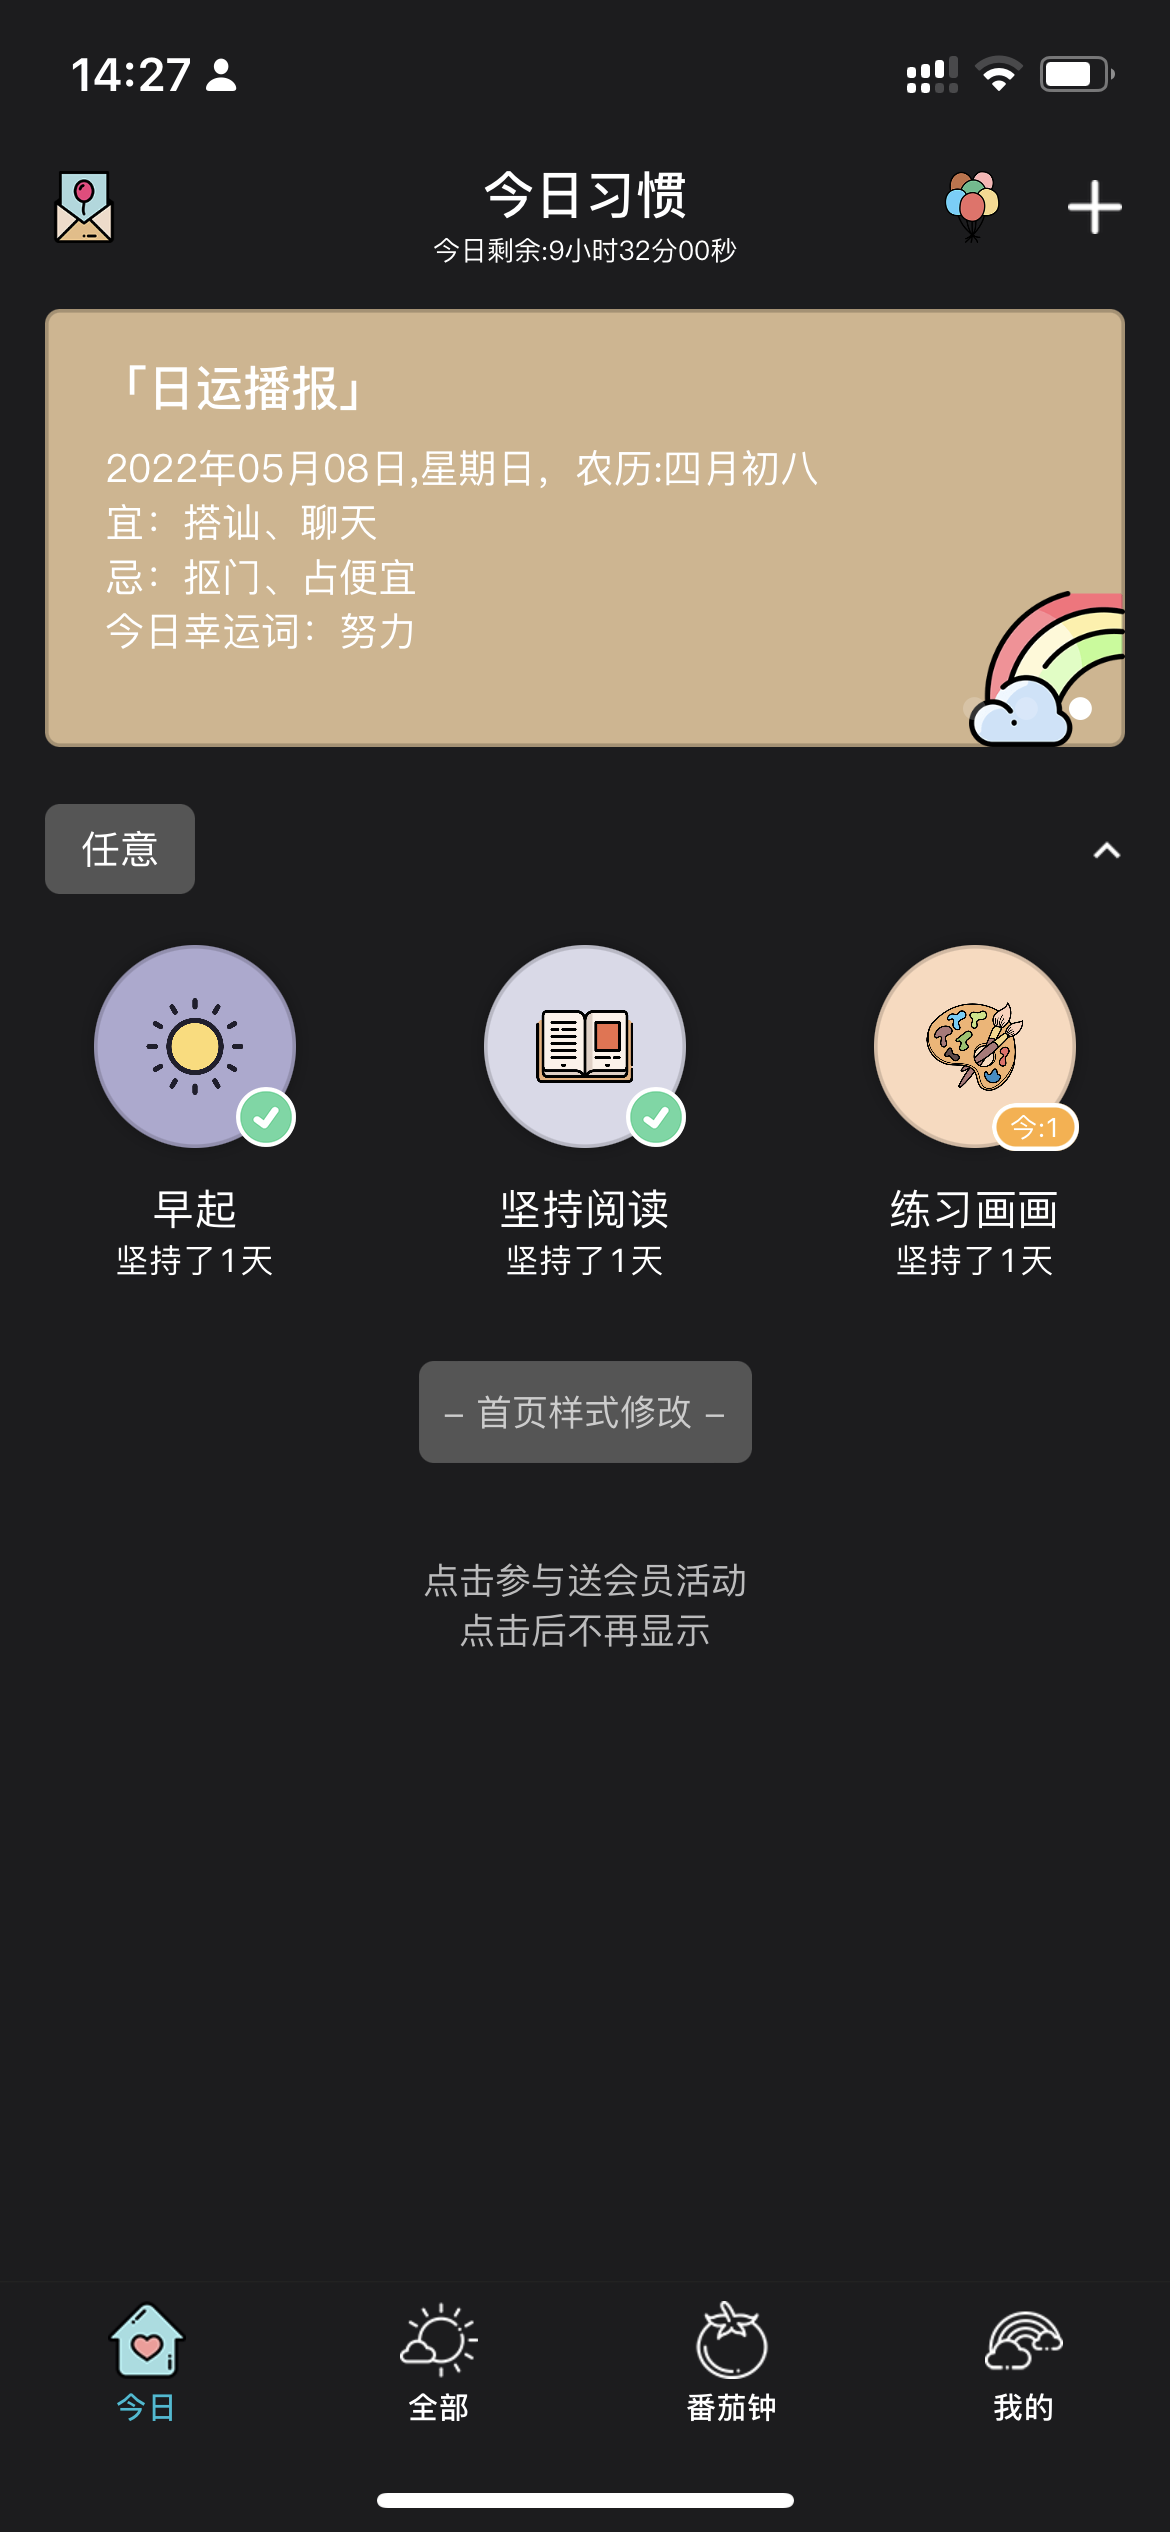 14:27
今日习惯
今日剩余:9小时32分00秒
「日运播报」
2022年05月08日,星期日，农历:四月初八
宜：搭讪、聊天
忌：抠门、占便宜
今日幸运词：努力
任意
今:1
早起
坚持阅读
练习画画
坚持了1天
坚持了1天
坚持了1天
– 首页样式修改 –
点击参与送会员活动
点击后不再显示
今日
全部
番茄钟
我的